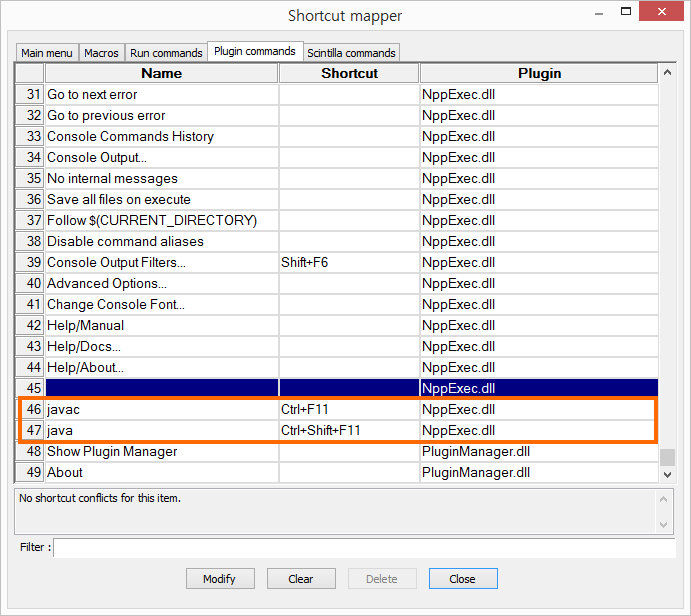 Shortcut mapper
Main menu Macros Run commands Plugin commands Scintilla commands
Name Shortcut Plugin
31 Go to next error NppExec.dll
32 Go to previous error NppExec.dll
33 Console Commands History NppExec.dll
34 Console Output... NppExec.dll
35 No internal messages NppExec.dll
36 Save all files on execute NppExec.dll
37 Follow $(CURRENT_DIRECTORY) NppExec.dll
38 Disable command aliases NppExec.dll
39 Console Output Filters... Shift+F6 NppExec.dll
40 Advanced Options... NppExec.dll
41 Change Console Font... NppExec.dll
42 Help/Manual NppExec.dll
43 Help/Docs... NppExec.dll
44 Help/About... NppExec.dll
45 NppExec.dll
46 javac Ctrl+F11 NppExec.dll
47 java Ctrl+Shift+F11 NppExec.dll
48 Show Plugin Manager PluginManager.dll
49 About PluginManager.dll
No shortcut conflicts for this item.
Filter :
Modify Clear Delete Close